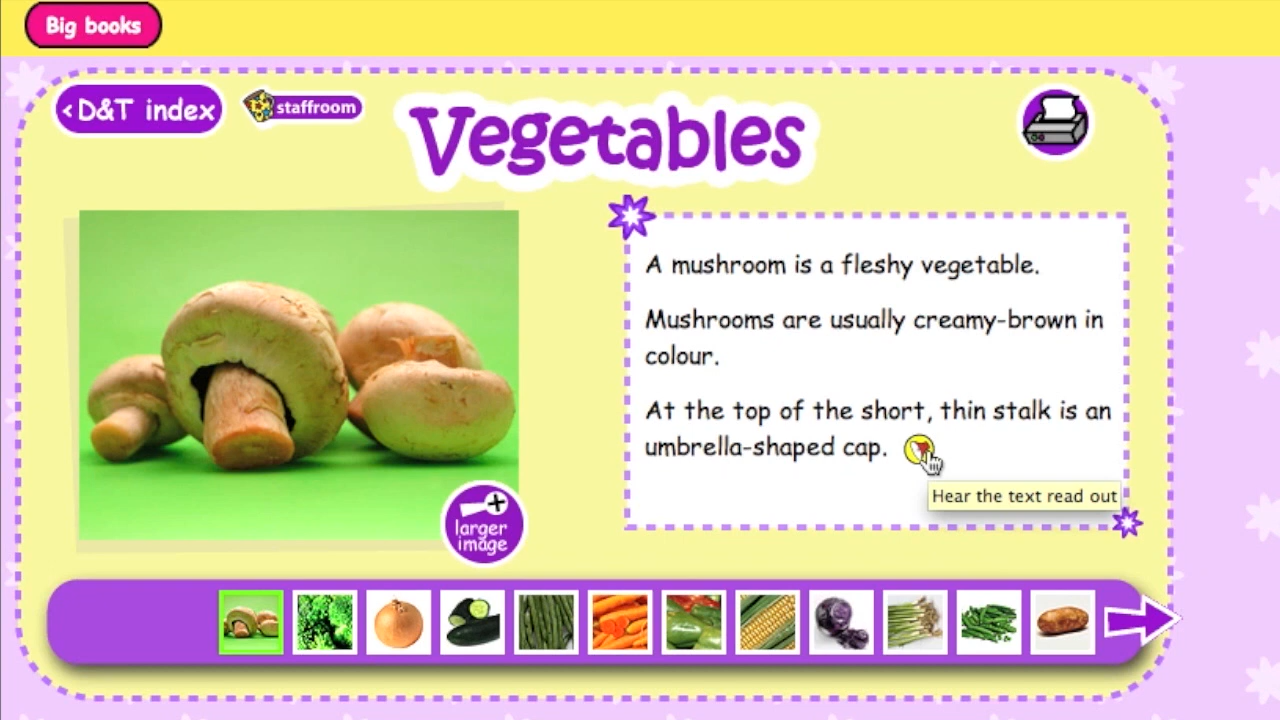 Big books
‹ D&T index
staffroom
Vegetables
A mushroom is a fleshy vegetable.
Mushrooms are usually creamy-brown in
colour.
At the top of the short, thin stalk is an
umbrella-shaped cap.
Hear the text read out
larger
image